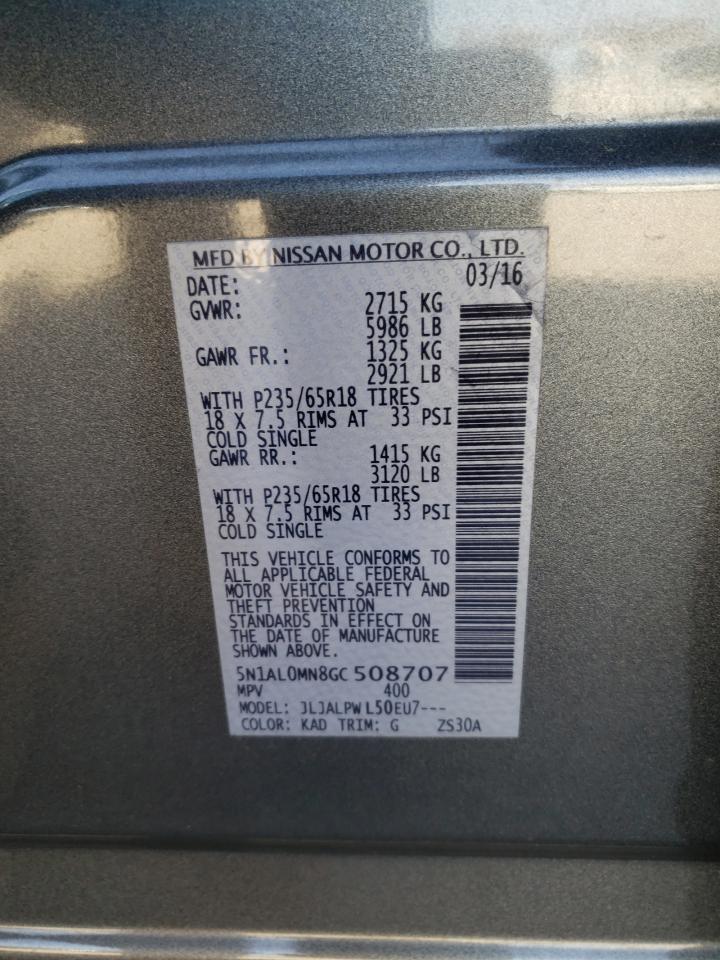 MFD BY NISSAN MOTOR CO., LTD.
DATE: 03/16
GVWR: 2715 KG
5986 LB
GAWR FR.: 1325 KG
2921 LB
WITH P235/65R18 TIRES
18 X 7.5 RIMS AT 33 PSI
COLD SINGLE
GAWR RR.: 1415 KG
3120 LB
WITH P235/65R18 TIRES
18 X 7.5 RIMS AT 33 PSI
COLD SINGLE
THIS VEHICLE CONFORMS TO
ALL APPLICABLE FEDERAL
MOTOR VEHICLE SAFETY AND
THEFT PREVENTION
STANDARDS IN EFFECT ON
THE DATE OF MANUFACTURE
SHOWN ABOVE.
5N1AL0MN8GC 508707
MPV 400
MODEL: JLJALPW L50EU7---
COLOR: KAD TRIM: G ZS30A